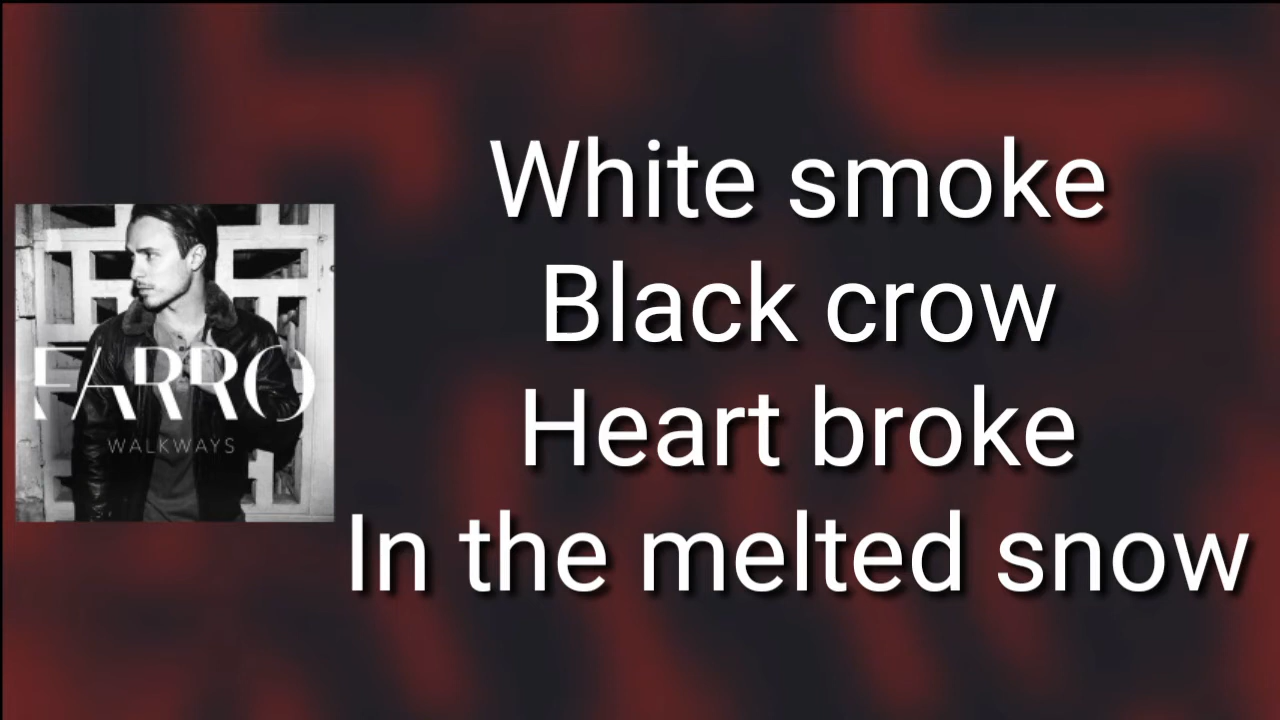 FARRO
WALKWAYS
White smoke
Black crow
Heart broke
In the melted snow